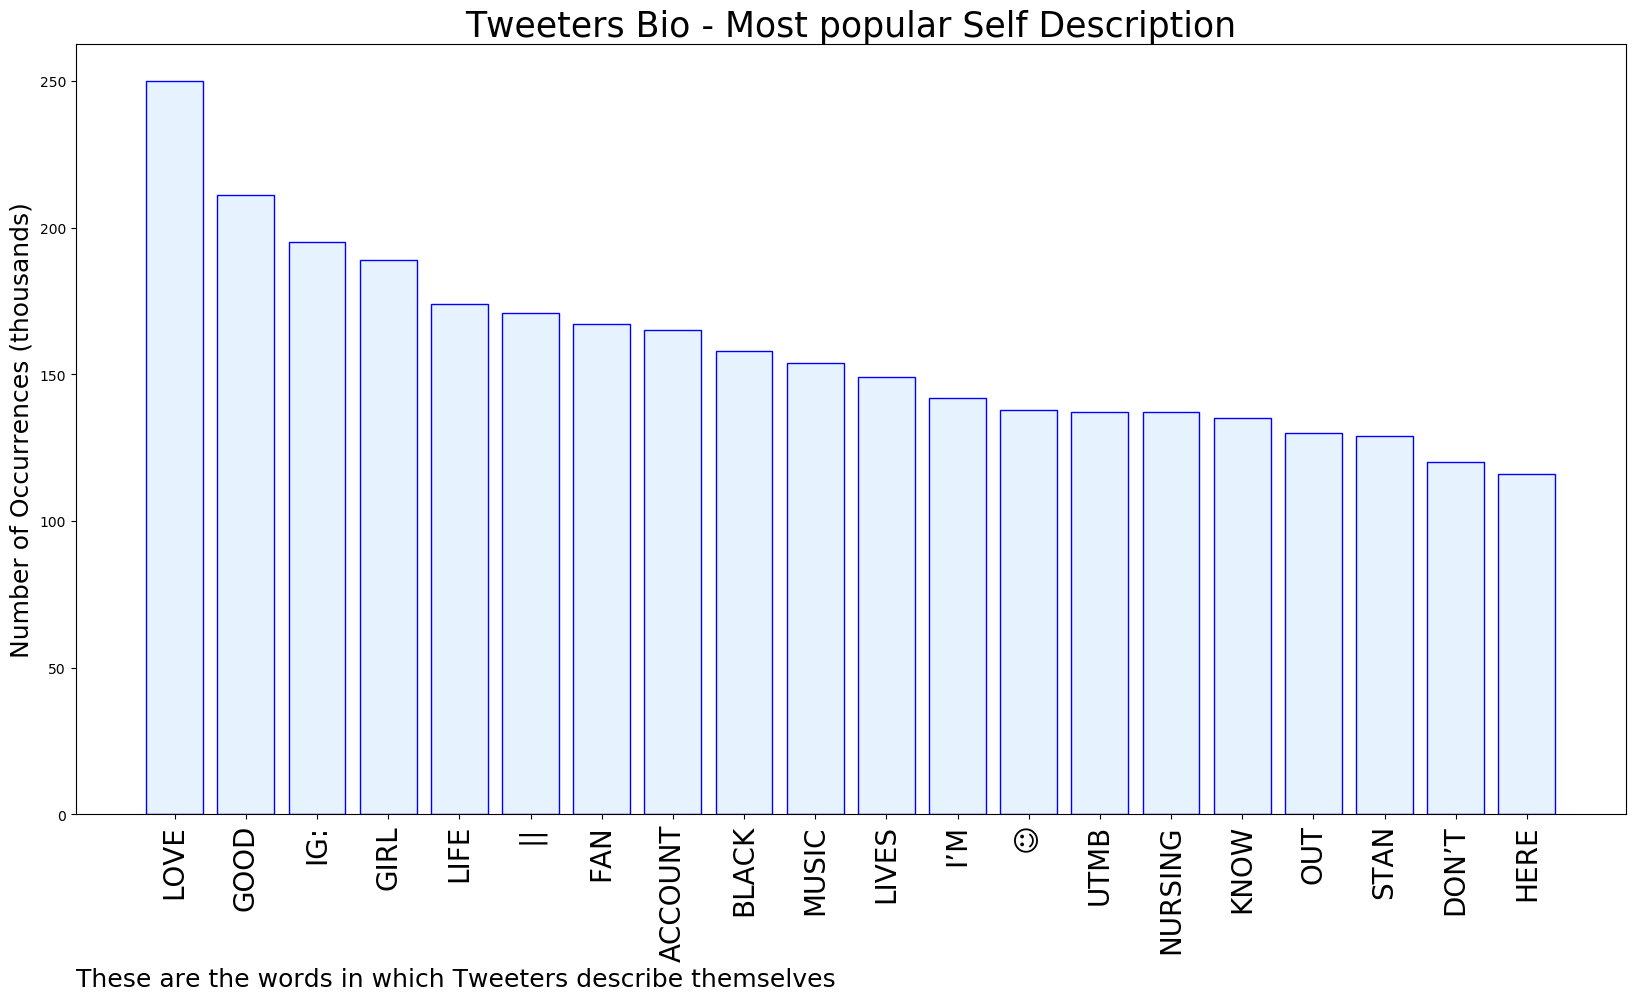 Tweeters Bio - Most popular Self Description
Number of Occurrences (thousands)
250
200
150
100
50
0
LOVE
GOOD
IG:
GIRL
LIFE
||
FAN
ACCOUNT
BLACK
MUSIC
LIVES
I’M
☺
UTMB
NURSING
KNOW
OUT
STAN
DON’T
HERE
These are the words in which Tweeters describe themselves